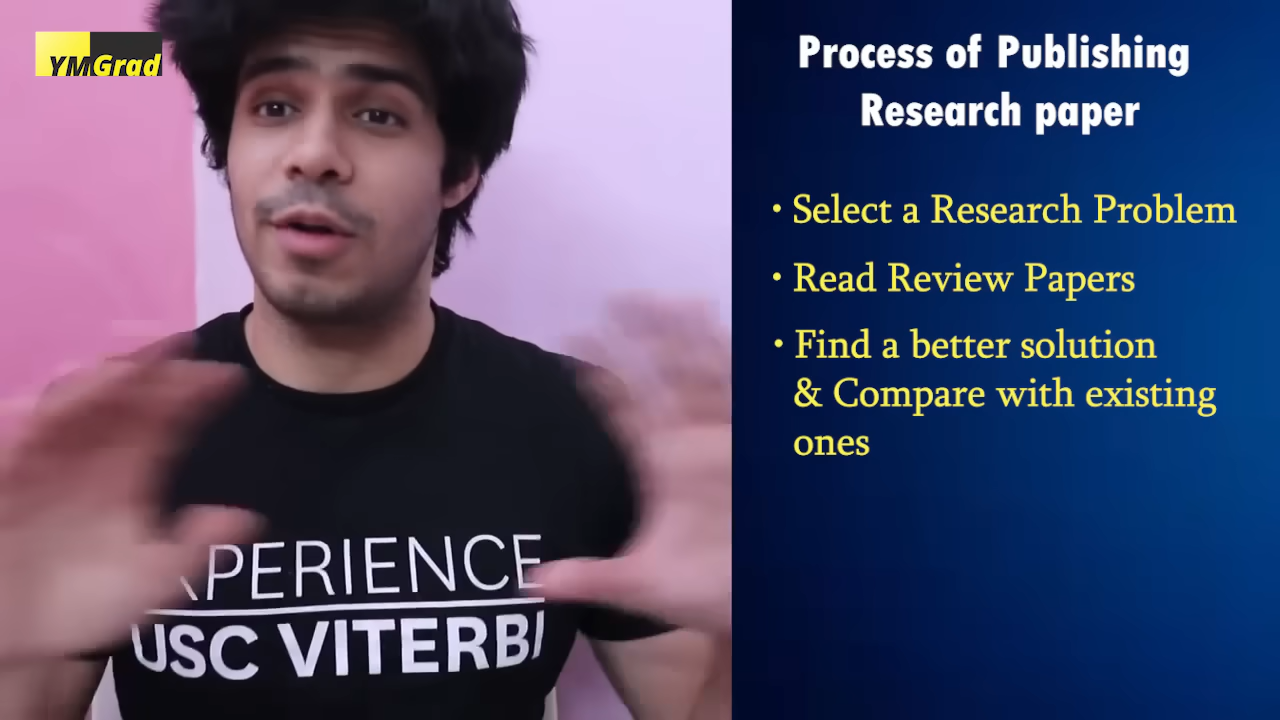 YMGrad
Process of Publishing
Research paper
• Select a Research Problem
• Read Review Papers
• Find a better solution
& Compare with existing
ones
XPERIENCE
USC VITERBI